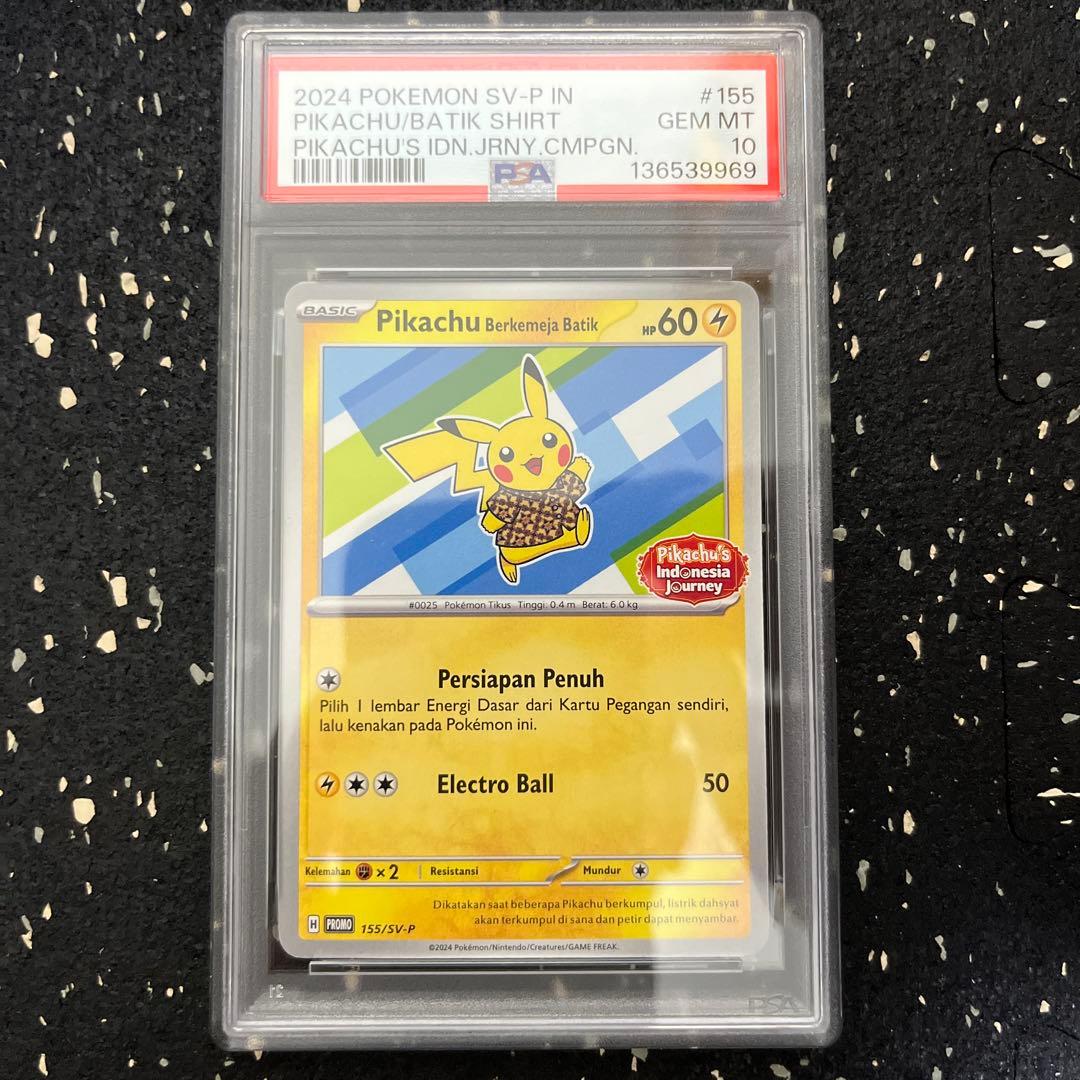 2024 POKEMON SV-P IN #155
PIKACHU/BATIK SHIRT GEM MT
PIKACHU'S IDN.JRNY.CMPGN. 10
PSA 136539969
BASIC Pikachu Berkemeja Batik HP 60
Pikachu's
Indonesia
Journey
#0025 Pokémon Tikus Tinggi: 0.4 m Berat: 6.0 kg
Persiapan Penuh
Pilih 1 lembar Energi Dasar dari Kartu Pegangan sendiri,
lalu kenakan pada Pokémon ini.
Electro Ball 50
Kelemahan ×2 Resistansi Mundur
Dikatakan saat beberapa Pikachu berkumpul, listrik dahsyat
akan terkumpul di sana dan petir dapat menyambar.
H PROMO 155/SV-P
©2024 Pokémon/Nintendo/Creatures/GAME FREAK.
PSA